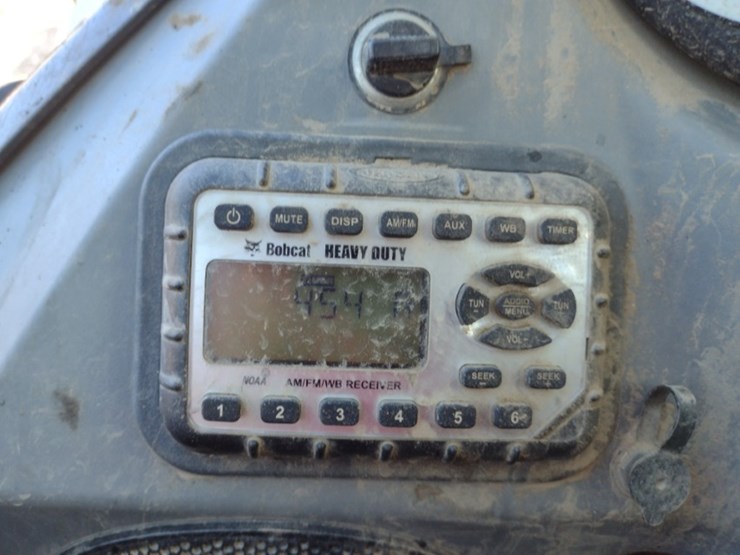 MUTE DISP AM/FM AUX WB TIMER
Bobcat HEAVY DUTY
VOL+
TUN - AUDIO MENU TUN
VOL-
SEEK - SEEK +
NOAA AM/FM/WB RECEIVER
1 2 3 4 5 6